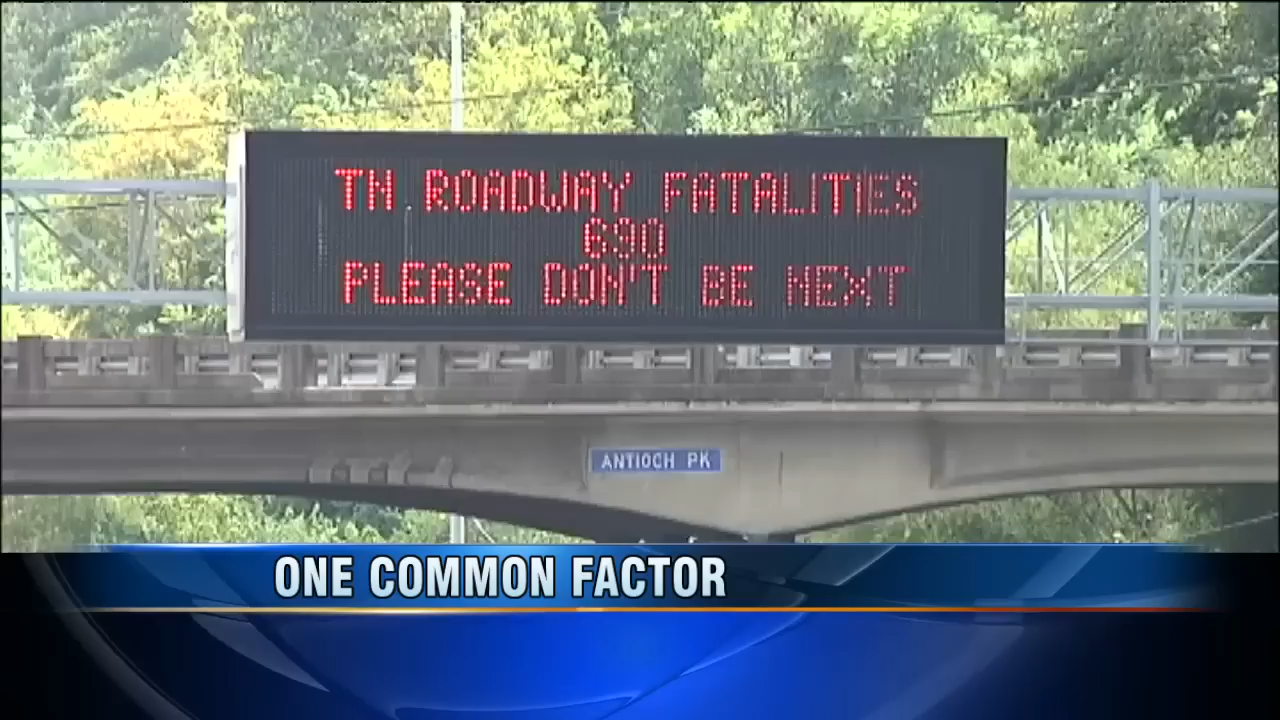 TN ROADWAY FATALITIES
690
PLEASE DON'T BE NEXT
ANTIOCH PK
ONE COMMON FACTOR